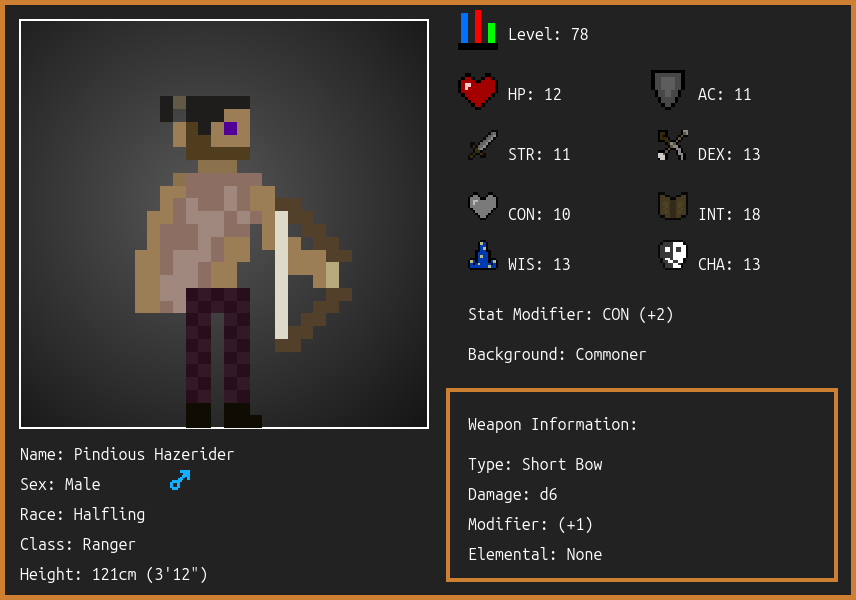 Level: 78
HP: 12
AC: 11
STR: 11
DEX: 13
CON: 10
INT: 18
WIS: 13
CHA: 13
Stat Modifier: CON (+2)
Background: Commoner
Weapon Information:
Type: Short Bow
Damage: d6
Modifier: (+1)
Elemental: None
Name: Pindious Hazerider
Sex: Male
Race: Halfling
Class: Ranger
Height: 121cm (3'12")